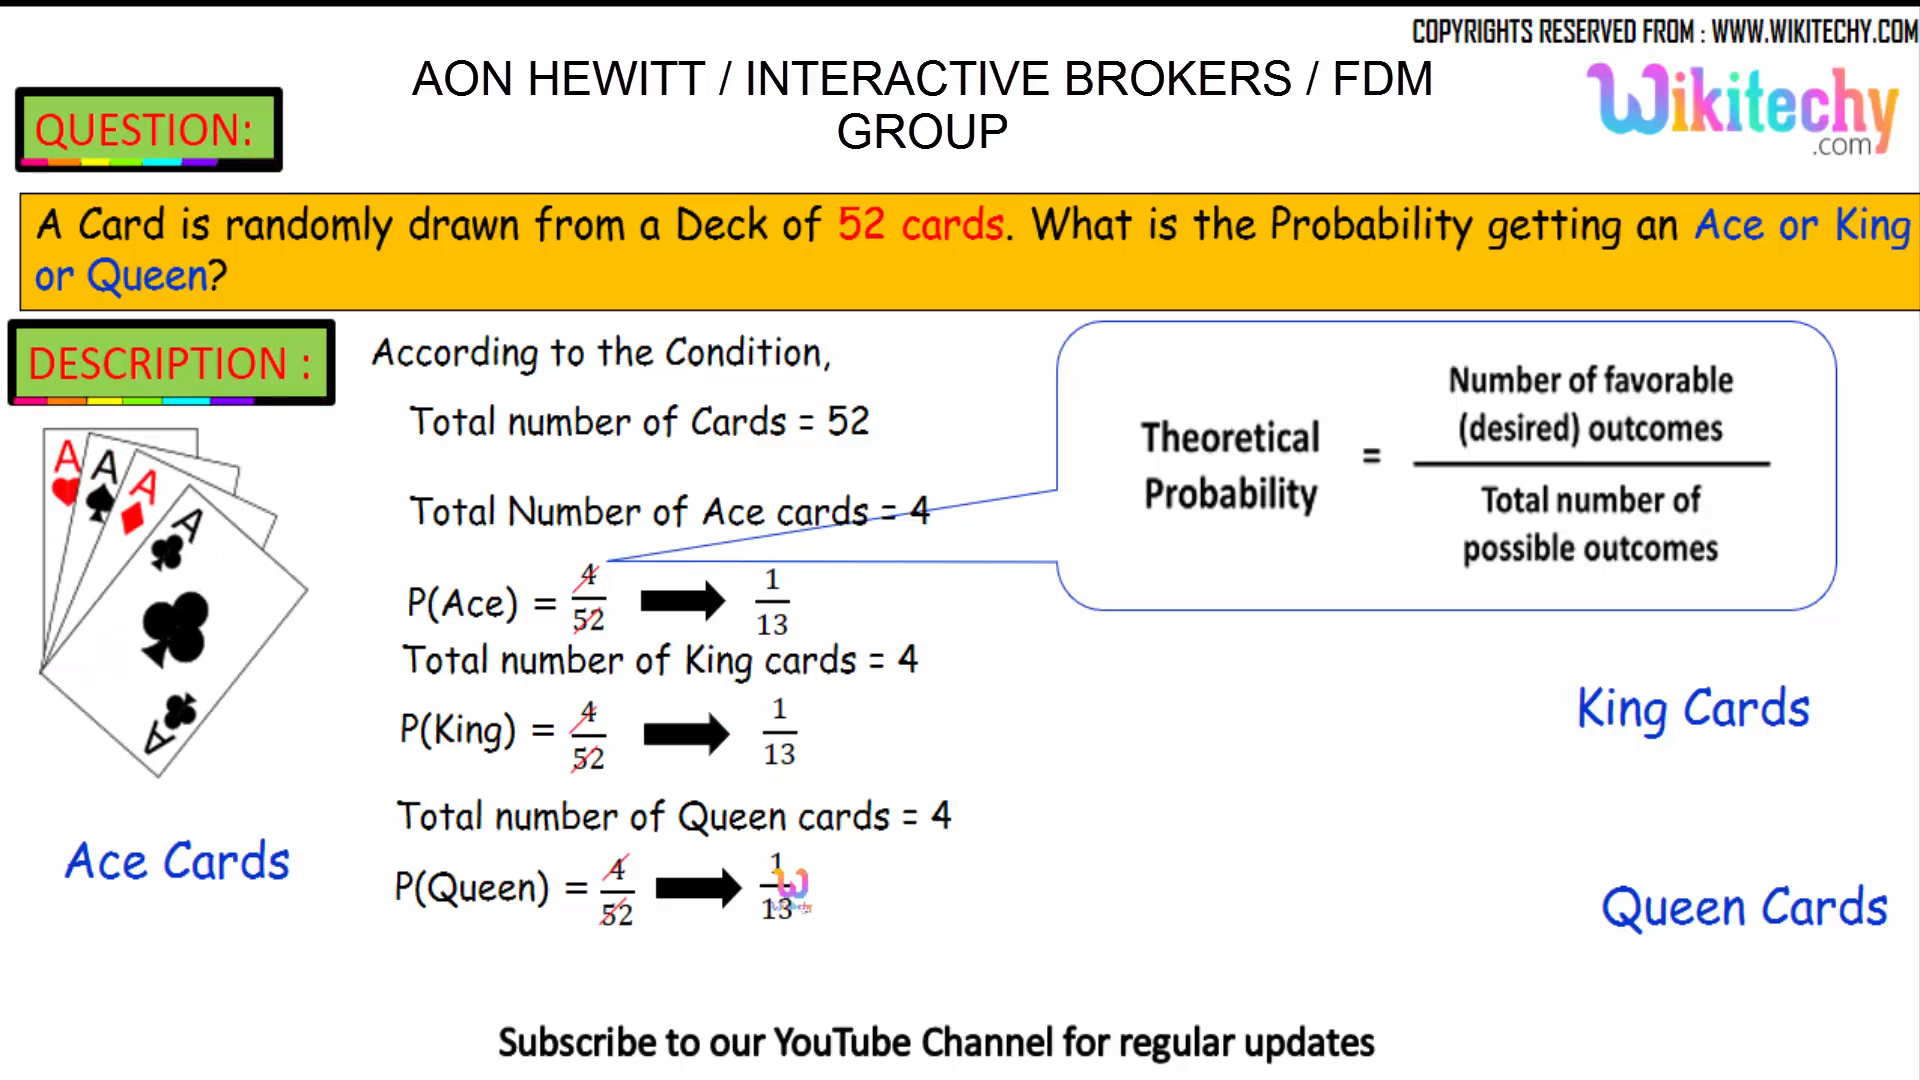 COPYRIGHTS RESERVED FROM : WWW.WIKITECHY.COM
AON HEWITT / INTERACTIVE BROKERS / FDM
GROUP
Wikitechy
.com
QUESTION:
A Card is randomly drawn from a Deck of 52 cards. What is the Probability getting an Ace or King
or Queen?
DESCRIPTION :
According to the Condition,
Total number of Cards = 52
Total Number of Ace cards = 4
P(Ace) = 4/52 1/13
Total number of King cards = 4
P(King) = 4/52 1/13
Total number of Queen cards = 4
P(Queen) = 4/52 1/13
Wikitechy
Theoretical
Probability
=
Number of favorable
(desired) outcomes
Total number of
possible outcomes
A
A
A
A
A
Ace Cards
King Cards
Queen Cards
Subscribe to our YouTube Channel for regular updates